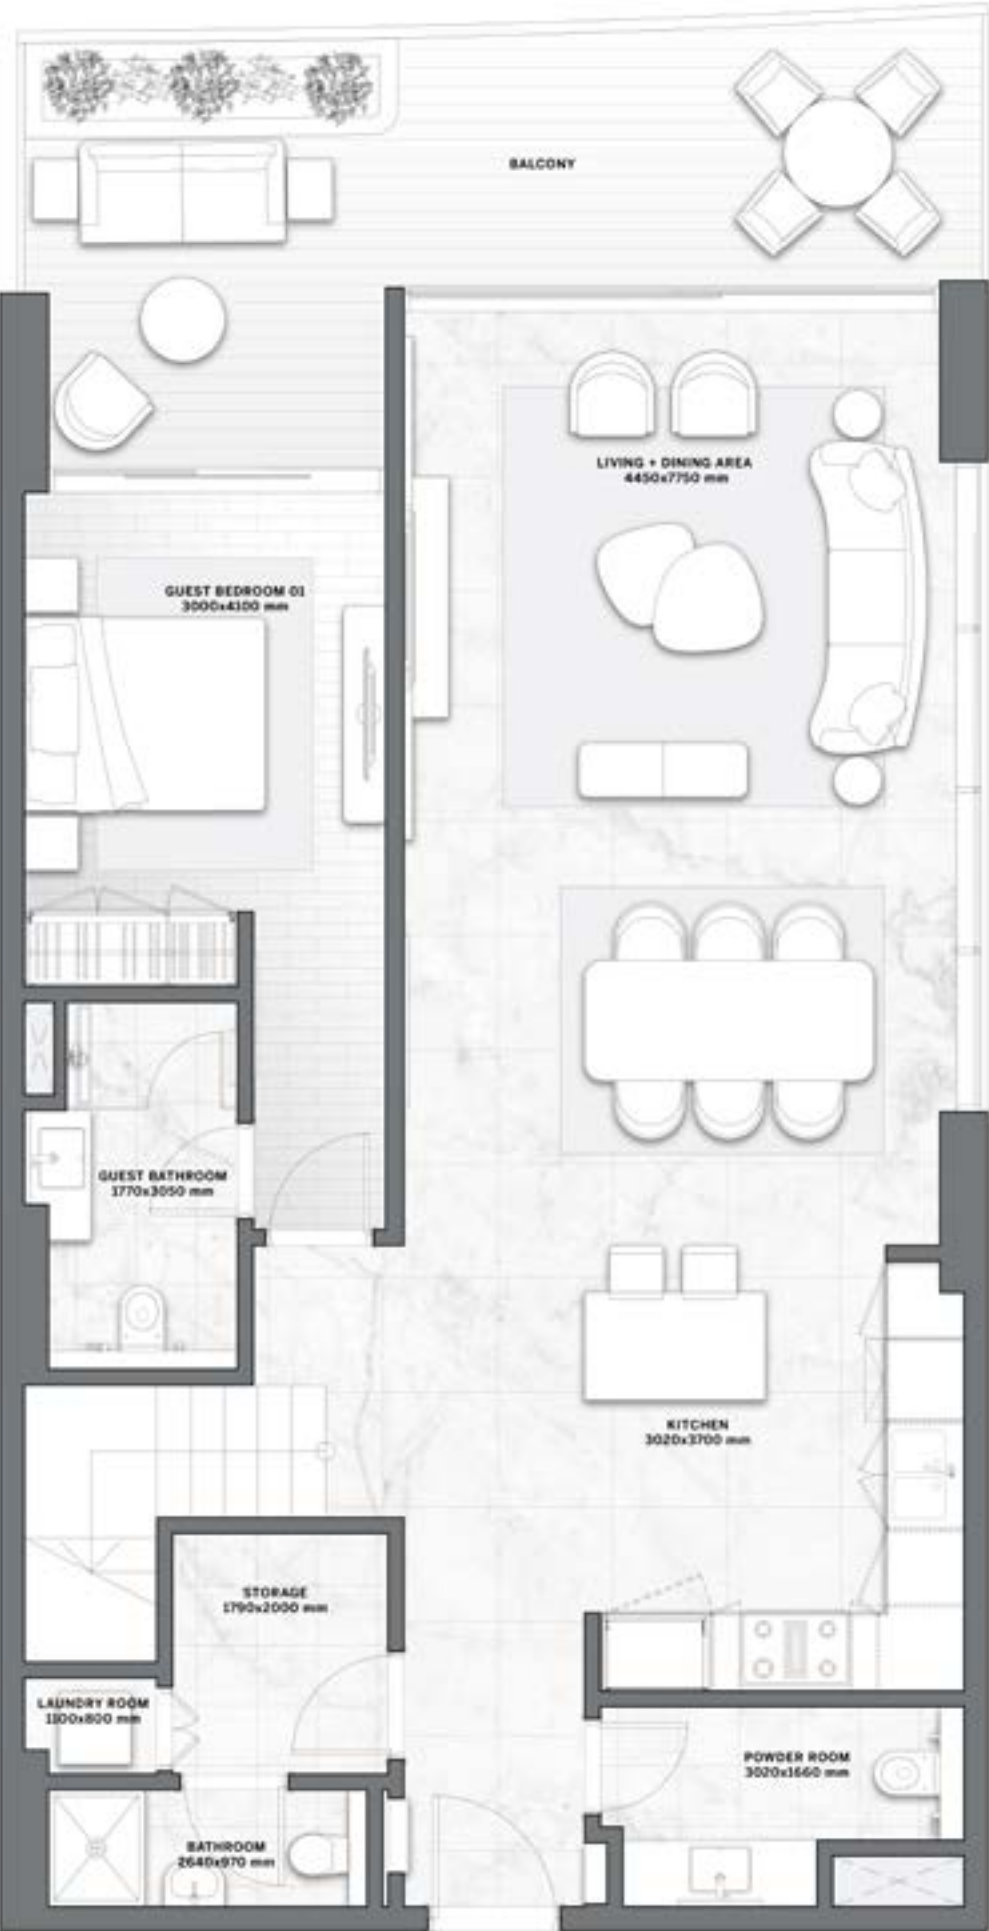 BALCONY
LIVING + DINING AREA
4450x7750 mm
GUEST BEDROOM 01
3000x4100 mm
GUEST BATHROOM
1770x3050 mm
KITCHEN
3020x3700 mm
STORAGE
1790x2000 mm
LAUNDRY ROOM
1100x800 mm
POWDER ROOM
3020x1660 mm
BATHROOM
2640x970 mm